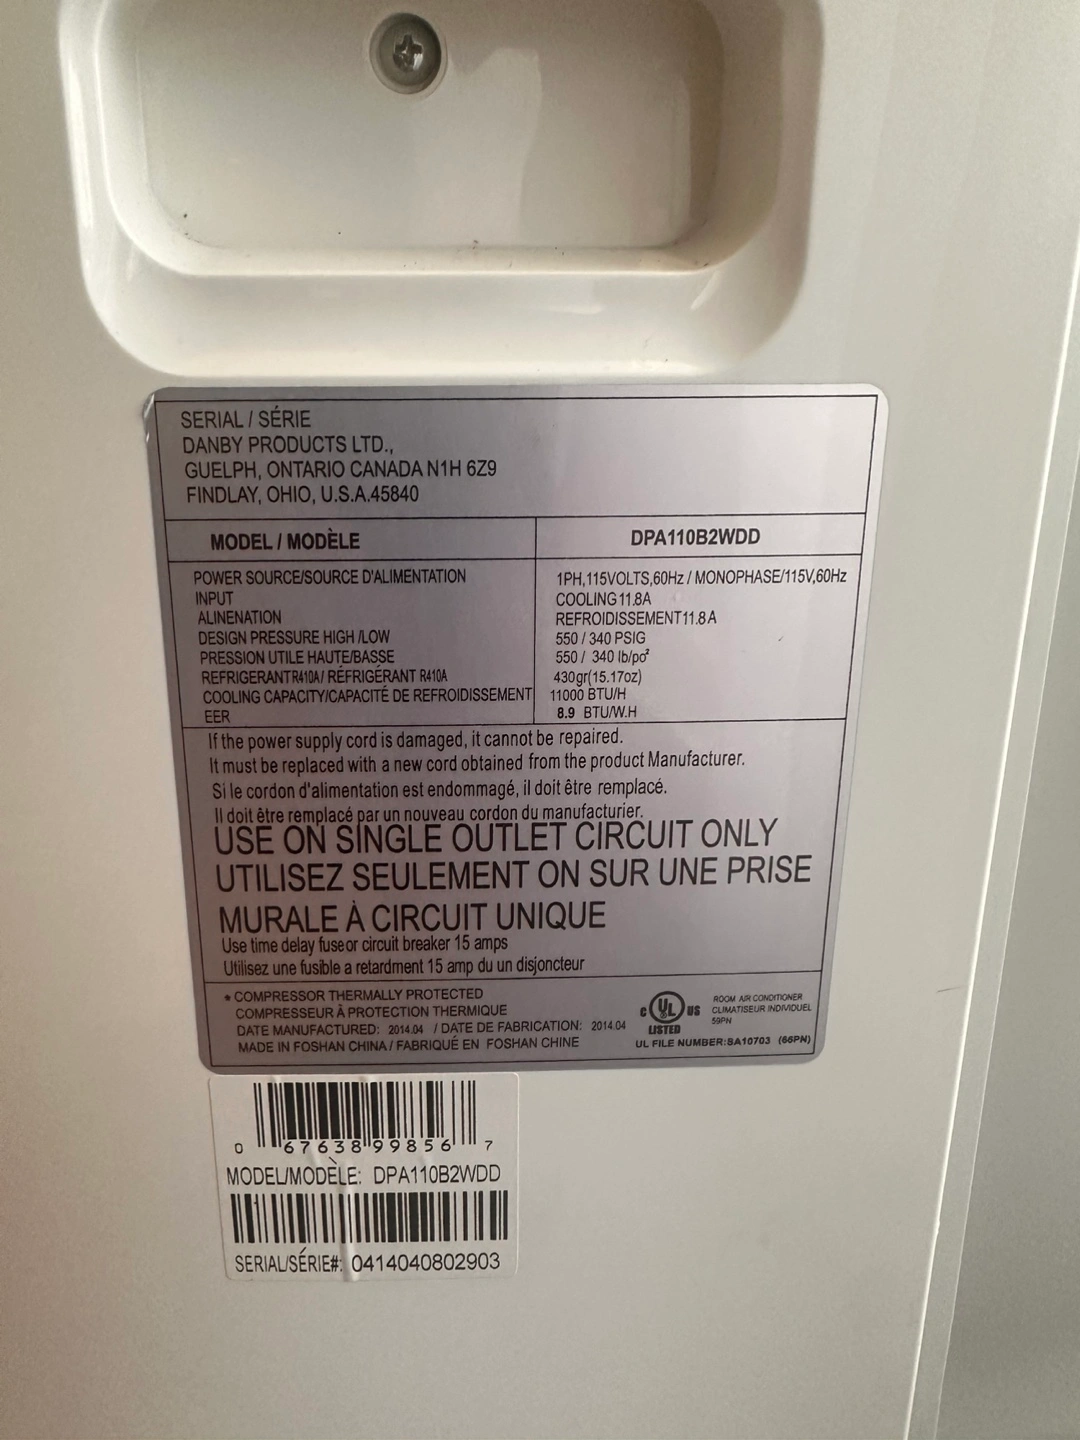 SERIAL / SÉRIE
DANBY PRODUCTS LTD.,
GUELPH, ONTARIO CANADA N1H 6Z9
FINDLAY, OHIO, U.S.A.45840
MODEL / MODÈLE DPA110B2WDD
POWER SOURCE/SOURCE D'ALIMENTATION 1PH,115VOLTS,60Hz / MONOPHASE/115V,60Hz
INPUT COOLING 11.8A
ALINENATION REFROIDISSEMENT11.8 A
DESIGN PRESSURE HIGH /LOW 550 / 340 PSIG
PRESSION UTILE HAUTE/BASSE 550 / 340 lb/po²
REFRIGERANTR410A/ RÉFRIGÉRANT R410A 430gr(15.17oz)
COOLING CAPACITY/CAPACITÉ DE REFROIDISSEMENT 11000 BTU/H
EER 8.9 BTU/W.H
If the power supply cord is damaged, it cannot be repaired.
It must be replaced with a new cord obtained from the product Manufacturer.
Si le cordon d'alimentation est endommagé, il doit être remplacé.
Il doit être remplacé par un nouveau cordon du manufacturier.
USE ON SINGLE OUTLET CIRCUIT ONLY
UTILISEZ SEULEMENT ON SUR UNE PRISE
MURALE À CIRCUIT UNIQUE
Use time delay fuse or circuit breaker 15 amps
Utilisez une fusible a retardment 15 amp du un disjoncteur
• COMPRESSOR THERMALLY PROTECTED
COMPRESSEUR À PROTECTION THERMIQUE
DATE MANUFACTURED: 2014.04 / DATE DE FABRICATION: 2014.04
MADE IN FOSHAN CHINA / FABRIQUÉ EN FOSHAN CHINE
C UL US
LISTED
ROOM AIR CONDITIONER
CLIMATISEUR INDIVIDUEL
59PN
UL FILE NUMBER:SA10703 (66PN)
0 67638 99856 7
MODEL/MODÈLE: DPA110B2WDD
SERIAL/SÉRIE#: 0414040802903